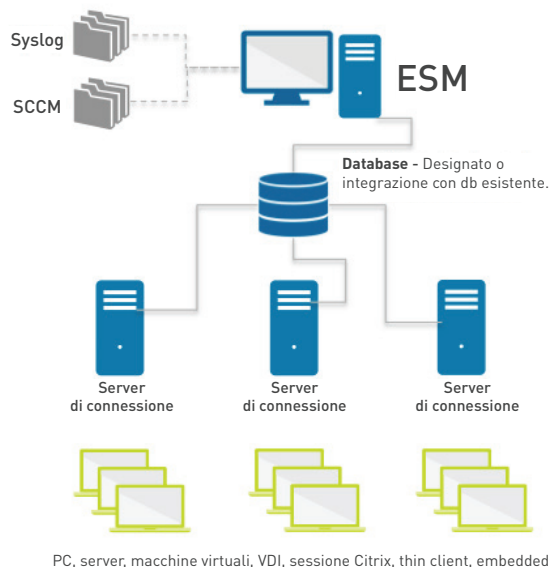 Syslog
SCCM
ESM
Database - Designato o
integrazione con db esistente.
Server
di connessione
Server
di connessione
Server
di connessione
PC, server, macchine virtuali, VDI, sessione Citrix, thin client, embedded